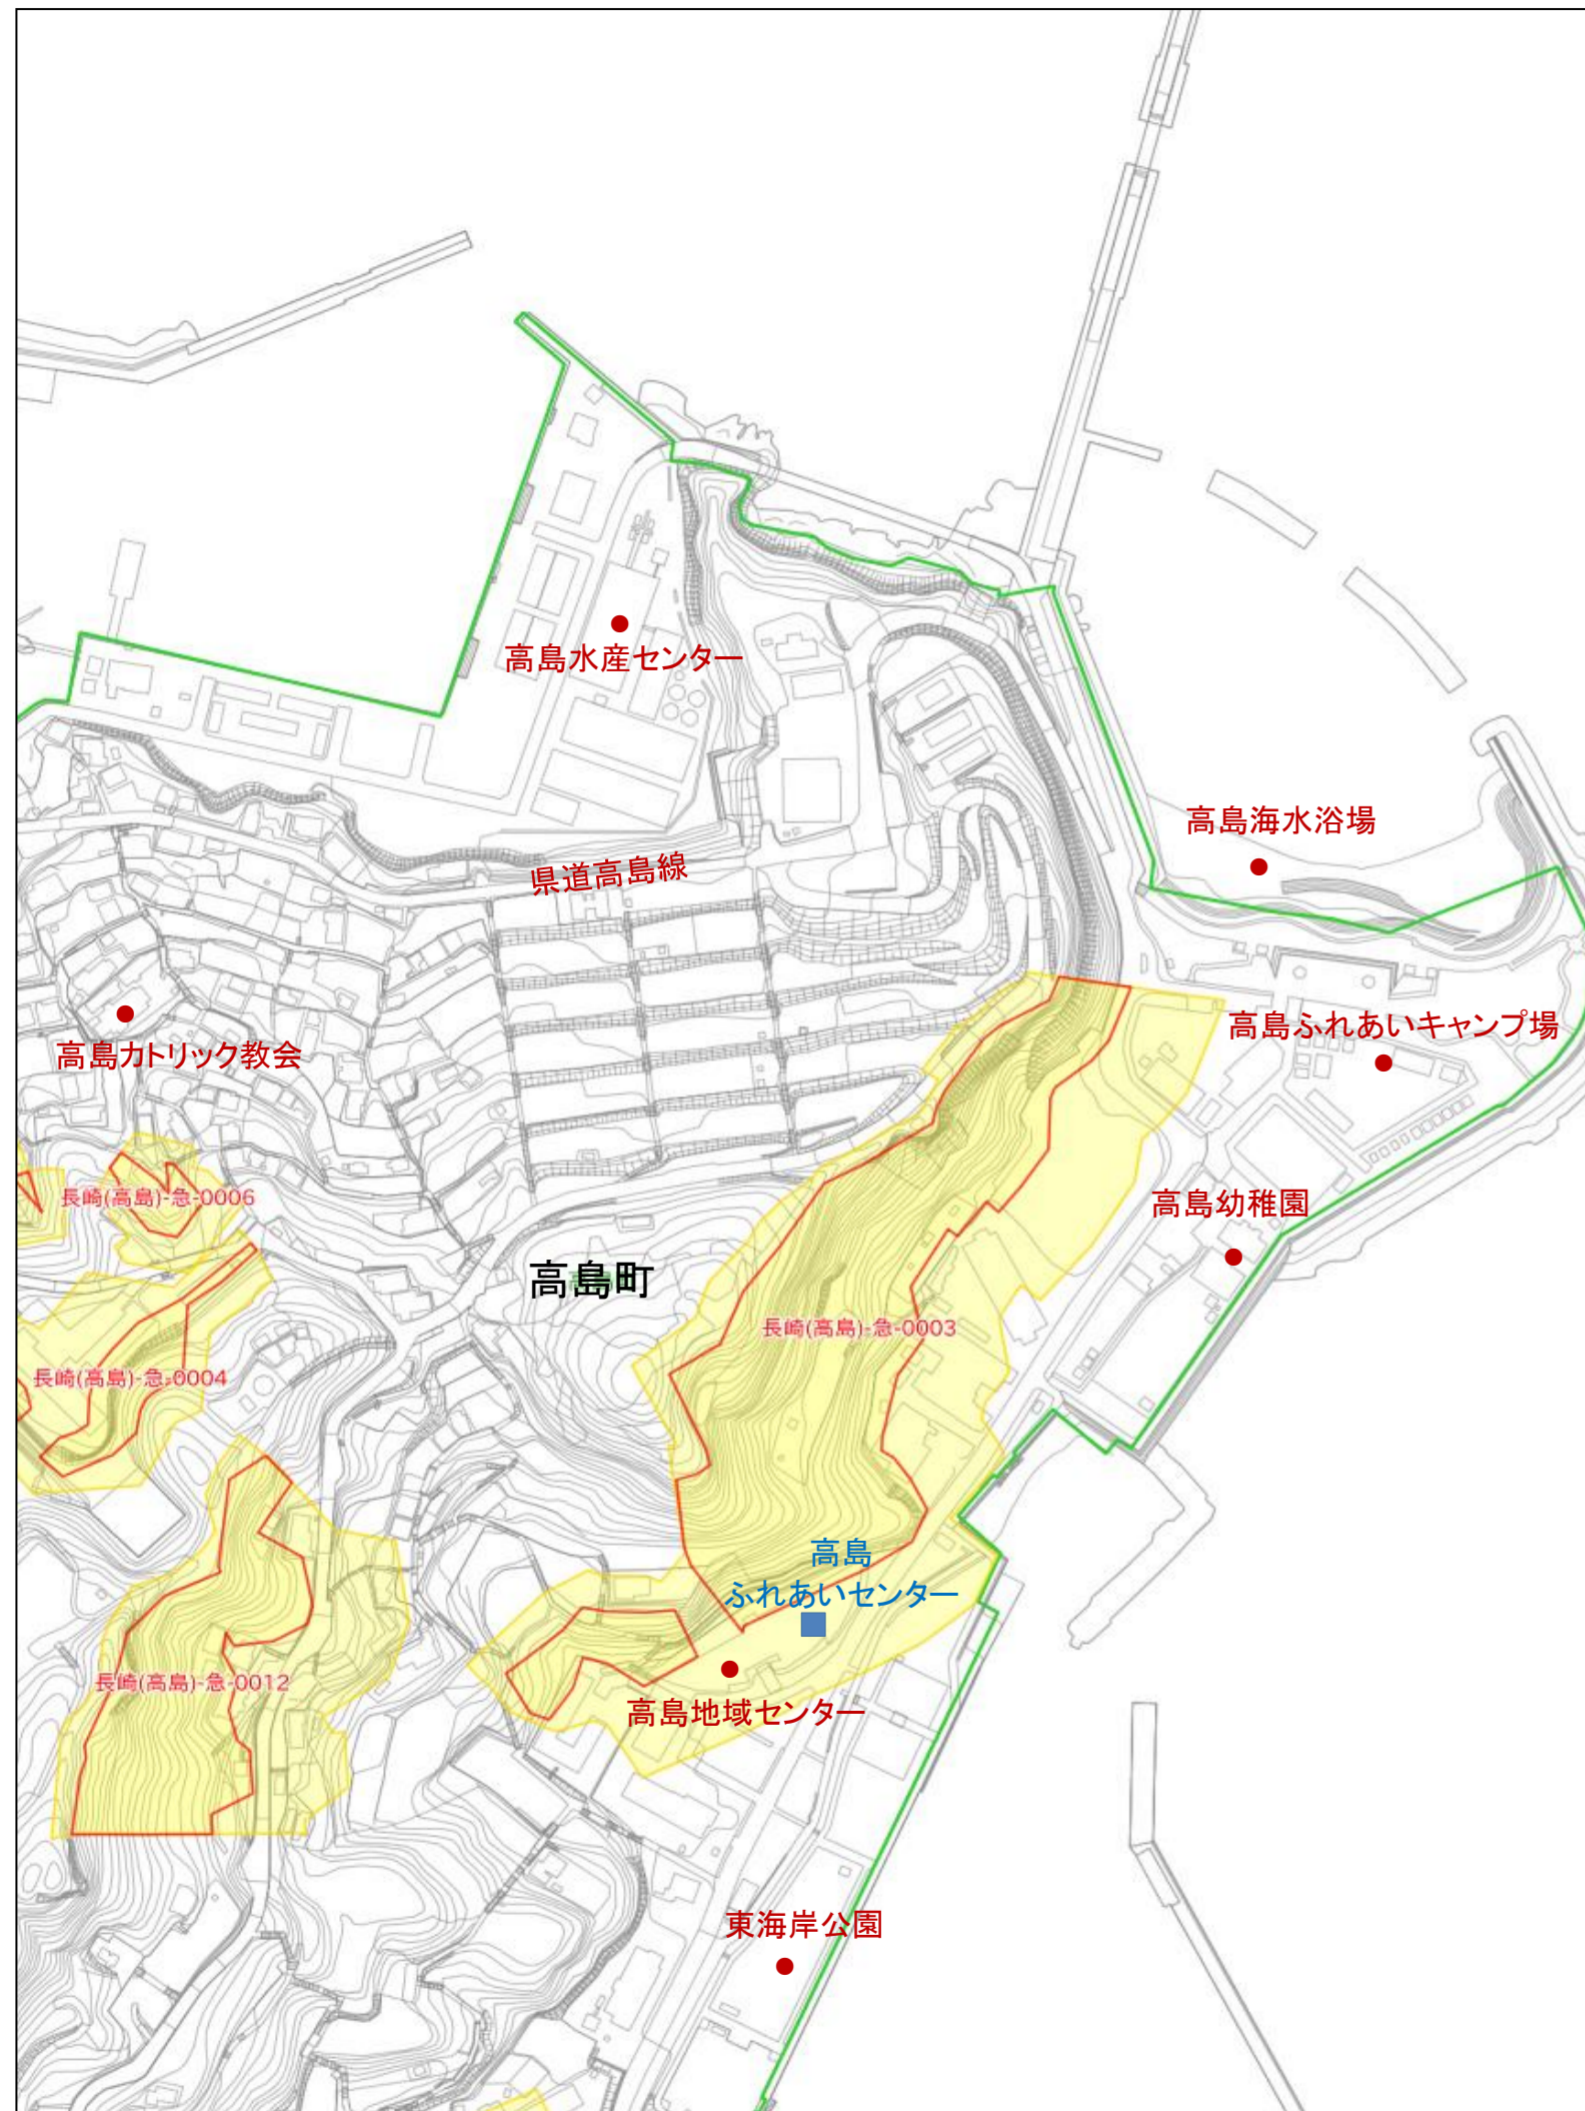 高島水産センター
高島海水浴場
県道高島線
高島カトリック教会
高島ふれあいキャンプ場
長崎(高島)-急-0006
高島幼稚園
高島町
長崎(高島)-急-0003
長崎(高島)-急-0004
高島
ふれあいセンター
長崎(高島)-急-0012
高島地域センター
東海岸公園